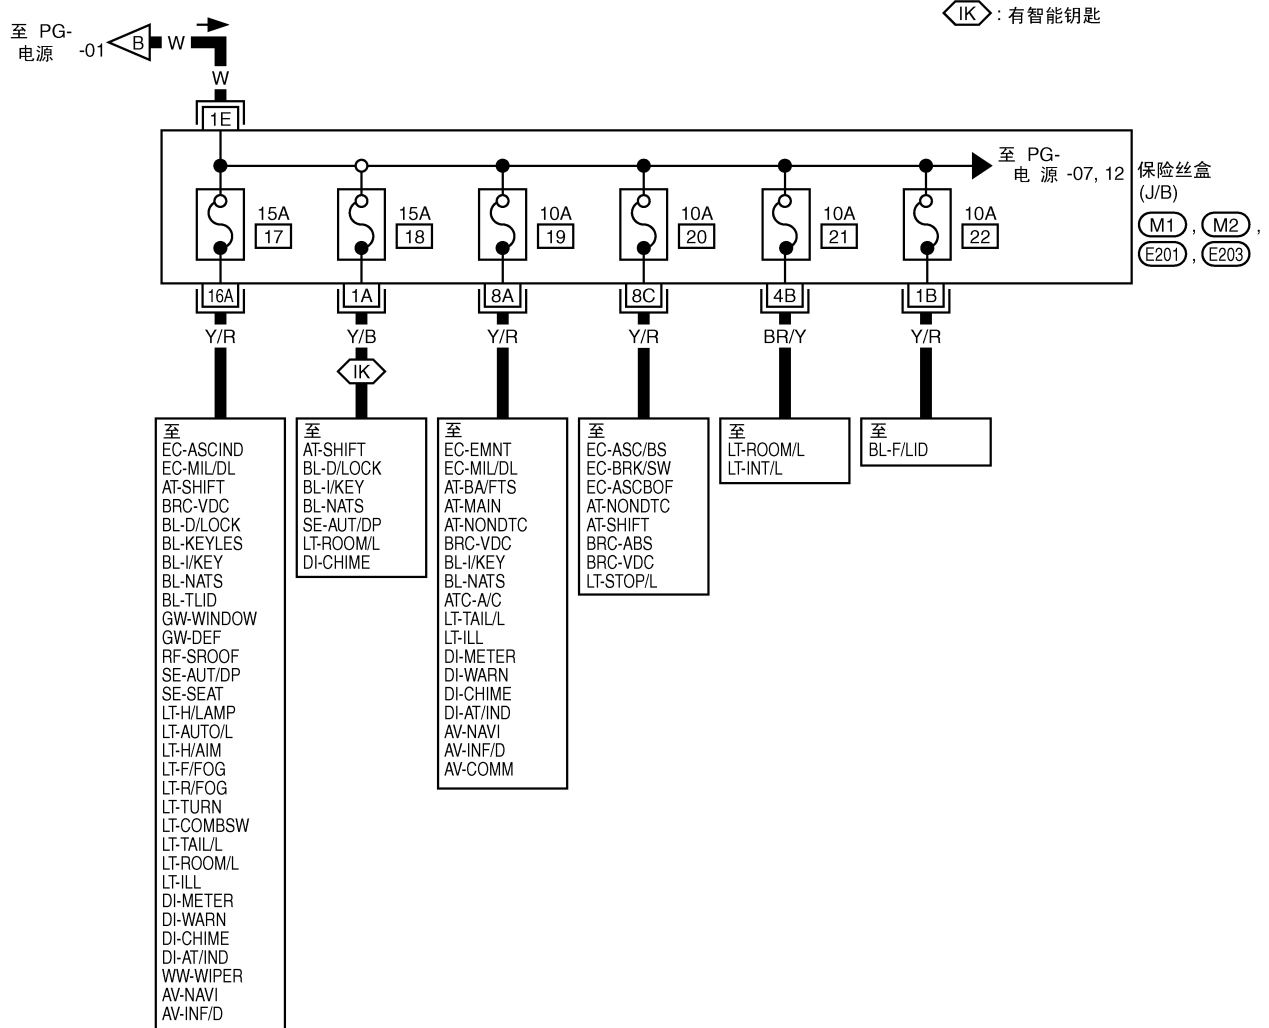 至 PG-
电源 -01
B
W
W
IK : 有智能钥匙
1E
至 PG-
电 源 -07, 12
保险丝盒
(J/B)
M1 , M2 ,
E201 , E203
15A
17
15A
18
10A
19
10A
20
10A
21
10A
22
16A
1A
8A
8C
4B
1B
Y/R
Y/B
Y/R
Y/R
BR/Y
Y/R
IK
至
EC-ASCIND
EC-MIL/DL
AT-SHIFT
BRC-VDC
BL-D/LOCK
BL-KEYLES
BL-I/KEY
BL-NATS
BL-TLID
GW-WINDOW
GW-DEF
RF-SROOF
SE-AUT/DP
SE-SEAT
LT-H/LAMP
LT-AUTO/L
LT-H/AIM
LT-F/FOG
LT-R/FOG
LT-TURN
LT-COMBSW
LT-TAIL/L
LT-ROOM/L
LT-ILL
DI-METER
DI-WARN
DI-CHIME
DI-AT/IND
WW-WIPER
AV-NAVI
AV-INF/D
至
AT-SHIFT
BL-D/LOCK
BL-I/KEY
BL-NATS
SE-AUT/DP
LT-ROOM/L
DI-CHIME
至
EC-EMNT
EC-MIL/DL
AT-BA/FTS
AT-MAIN
AT-NONDTC
BRC-VDC
BL-I/KEY
BL-NATS
ATC-A/C
LT-TAIL/L
LT-ILL
DI-METER
DI-WARN
DI-CHIME
DI-AT/IND
AV-NAVI
AV-INF/D
AV-COMM
至
EC-ASC/BS
EC-BRK/SW
EC-ASCBOF
AT-NONDTC
AT-SHIFT
BRC-ABS
BRC-VDC
LT-STOP/L
至
LT-ROOM/L
LT-INT/L
至
BL-F/LID